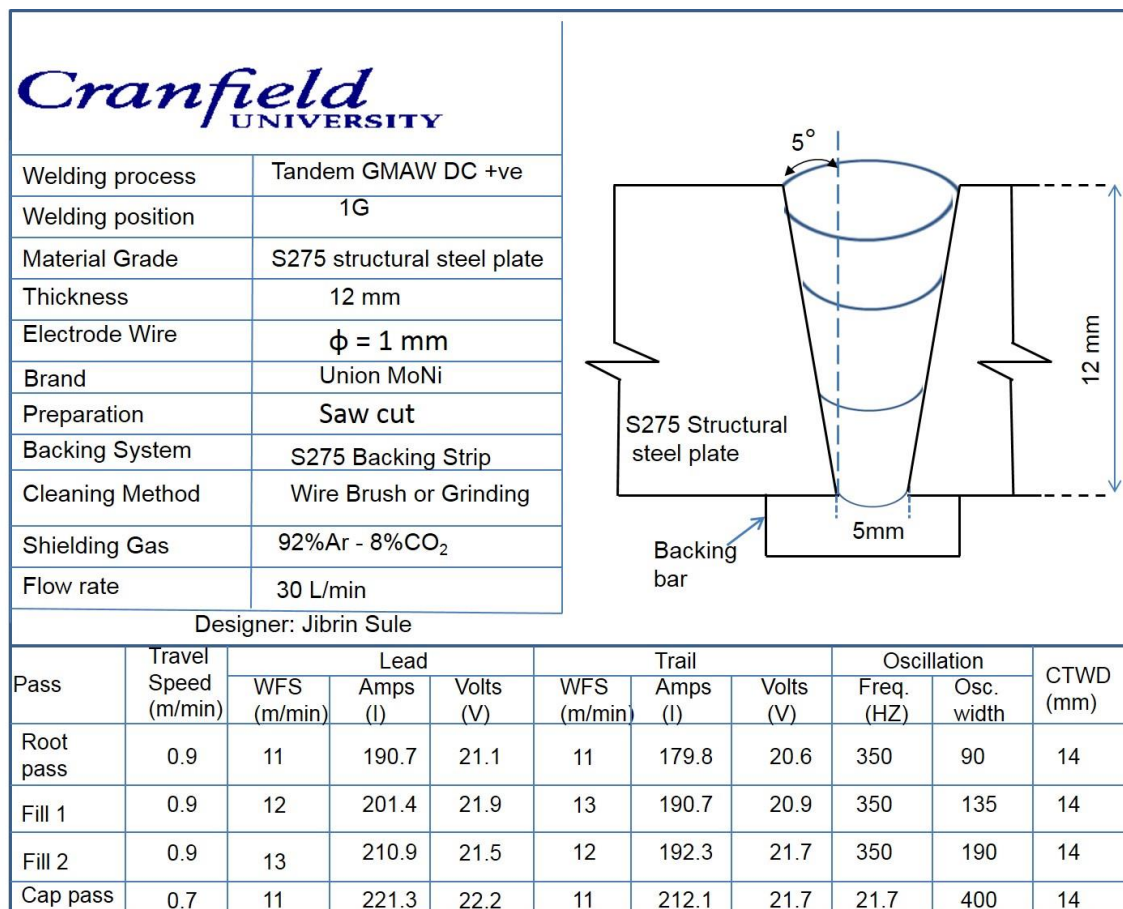 Cranfield
UNIVERSITY
Welding process Tandem GMAW DC +ve
Welding position 1G
Material Grade S275 structural steel plate
Thickness 12 mm
Electrode Wire ϕ = 1 mm
Brand Union MoNi
Preparation Saw cut
Backing System S275 Backing Strip
Cleaning Method Wire Brush or Grinding
Shielding Gas 92%Ar - 8%CO₂
Flow rate 30 L/min
Designer: Jibrin Sule
5°
12 mm
S275 Structural
steel plate
5mm
Backing
bar
Pass Travel Speed (m/min) Lead Trail Oscillation CTWD (mm)
WFS (m/min) Amps (I) Volts (V) WFS (m/min) Amps (I) Volts (V) Freq. (HZ) Osc. width
Root pass 0.9 11 190.7 21.1 11 179.8 20.6 350 90 14
Fill 1 0.9 12 201.4 21.9 13 190.7 20.9 350 135 14
Fill 2 0.9 13 210.9 21.5 12 192.3 21.7 350 190 14
Cap pass 0.7 11 221.3 22.2 11 212.1 21.7 21.7 400 14